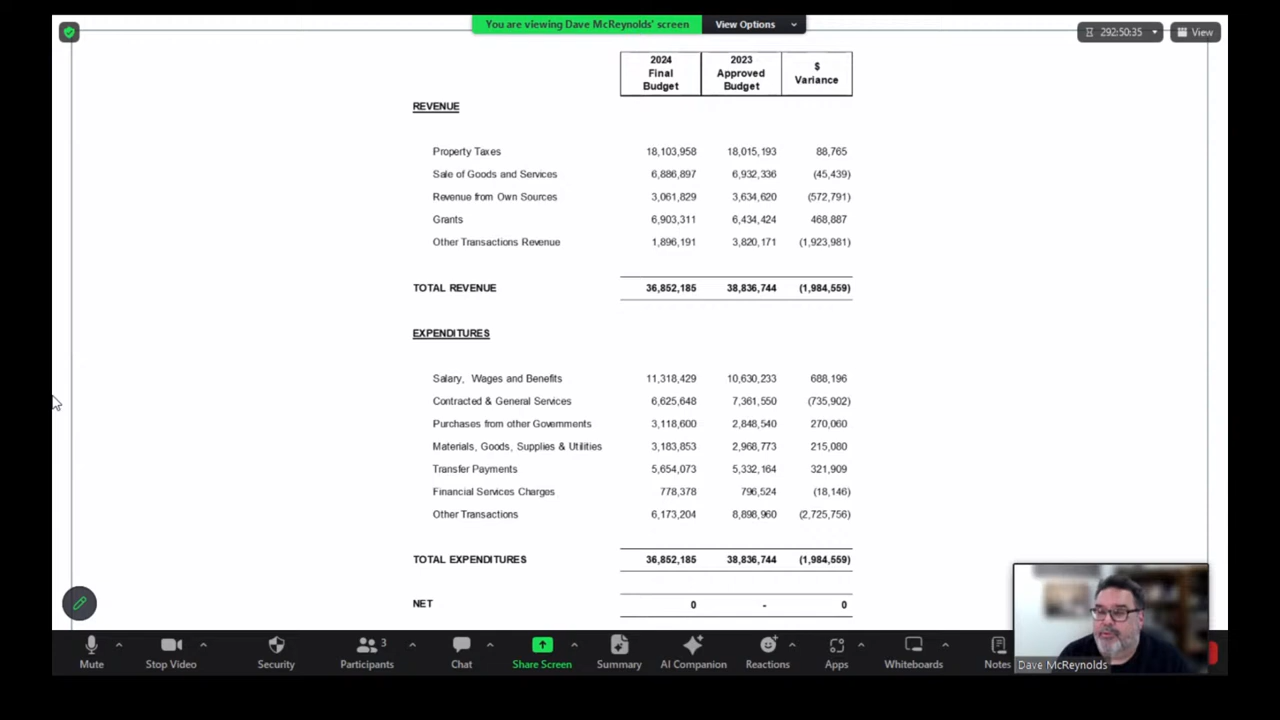 You are viewing Dave McReynolds' screen View Options
292:50:35 View
2024 Final Budget 2023 Approved Budget $ Variance
REVENUE
Property Taxes 18,103,958 18,015,193 88,765
Sale of Goods and Services 6,886,897 6,932,336 (45,439)
Revenue from Own Sources 3,061,829 3,634,620 (572,791)
Grants 6,903,311 6,434,424 468,887
Other Transactions Revenue 1,896,191 3,820,171 (1,923,981)
TOTAL REVENUE 36,852,185 38,836,744 (1,984,559)
EXPENDITURES
Salary, Wages and Benefits 11,318,429 10,630,233 688,196
Contracted & General Services 6,625,648 7,361,550 (735,902)
Purchases from other Governments 3,118,600 2,848,540 270,060
Materials, Goods, Supplies & Utilities 3,183,853 2,968,773 215,080
Transfer Payments 5,654,073 5,332,164 321,909
Financial Services Charges 778,378 796,524 (18,146)
Other Transactions 6,173,204 8,898,960 (2,725,756)
TOTAL EXPENDITURES 36,852,185 38,836,744 (1,984,559)
NET 0 - 0
3
Mute Stop Video Security Participants Chat Share Screen Summary AI Companion Reactions Apps Whiteboards Notes Dave McReynolds